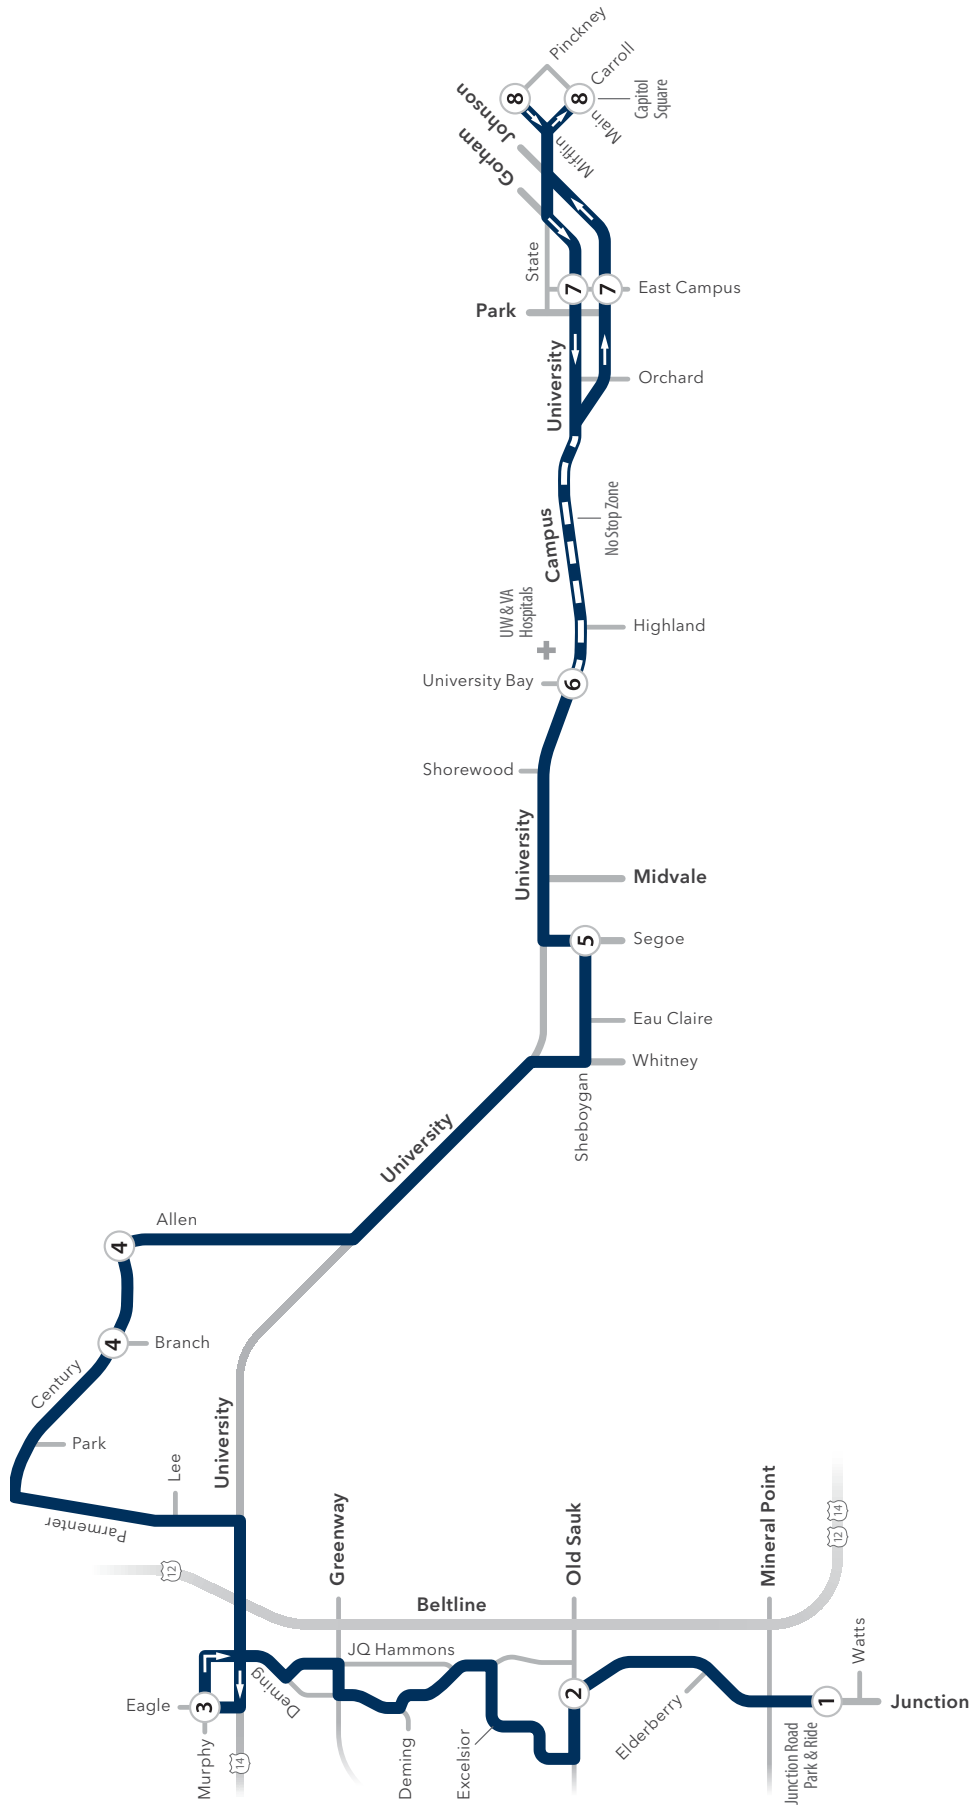 Pinckney
Carroll
8
8
Capitol
Square
Main
Mifflin
Johnson
Gorham
State
7
7
East Campus
Park
University
Orchard
Campus
No Stop Zone
UW & VA
Hospitals
Highland
University Bay
6
Shorewood
University
Midvale
5
Segoe
Eau Claire
Whitney
Sheboygan
University
Allen
4
4
Branch
Century
Park
Lee
University
Parmenter
12
Greenway
Old Sauk
Mineral Point
14
12
Beltline
JQ Hammons
Watts
Deming
Eagle
3
2
1
Junction
Elderberry
Murphy
14
Deming
Excelsior
Junction Road
Park & Ride